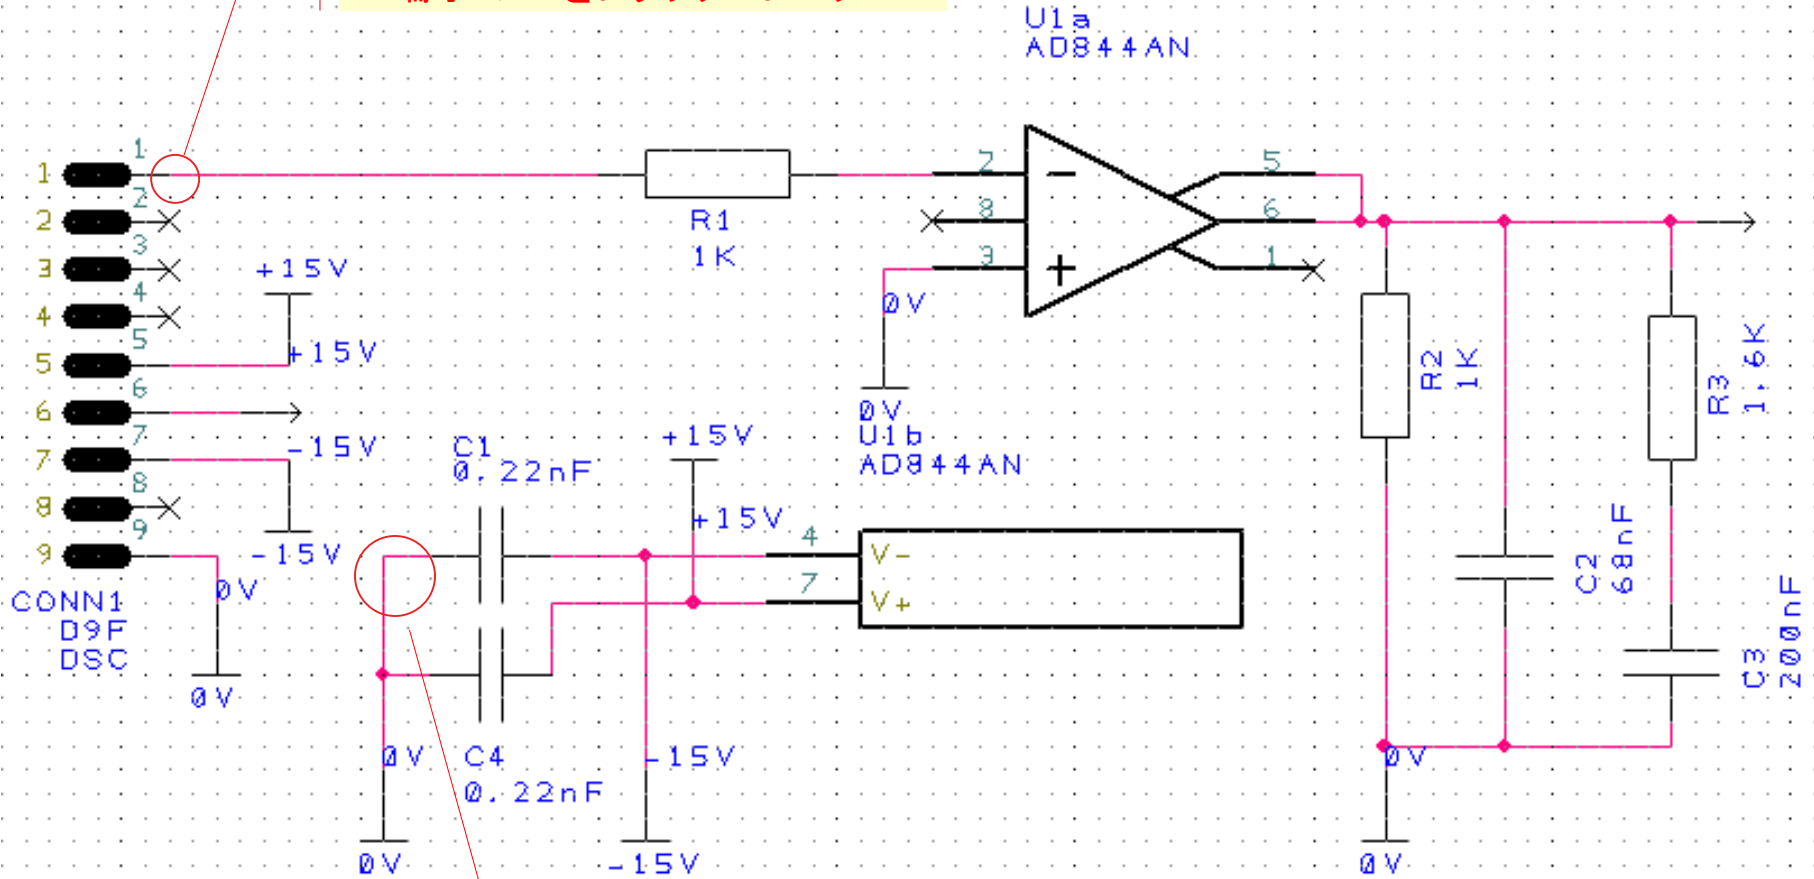 U1a
AD844AN
1
1
2
2
3
3
4
4
5
5
6
6
7
7
8
8
9
9
CONN1
D9F
DSC
+15V
+15V
-15V
-15V
0V
0V
R1
1K
2
8
3
5
6
1
0V
0V
U1b
AD844AN
C1
0.22nF
+15V
+15V
4
V-
7
V+
0V
C4
0.22nF
-15V
0V
-15V
R2
1K
C2
68nF
R3
1.6K
C3
200nF
0V
0V